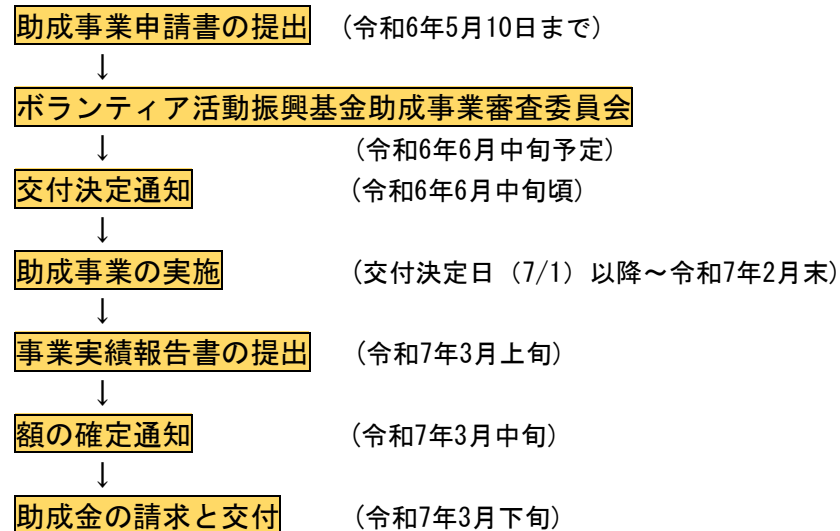 助成事業申請書の提出 （令和6年5月10日まで）
↓
ボランティア活動振興基金助成事業審査委員会
↓ （令和6年6月中旬予定）
交付決定通知 （令和6年6月中旬頃）
↓
助成事業の実施 （交付決定日（7/1）以降～令和7年2月末）
↓
事業実績報告書の提出 （令和7年3月上旬）
↓
額の確定通知 （令和7年3月中旬）
↓
助成金の請求と交付 （令和7年3月下旬）